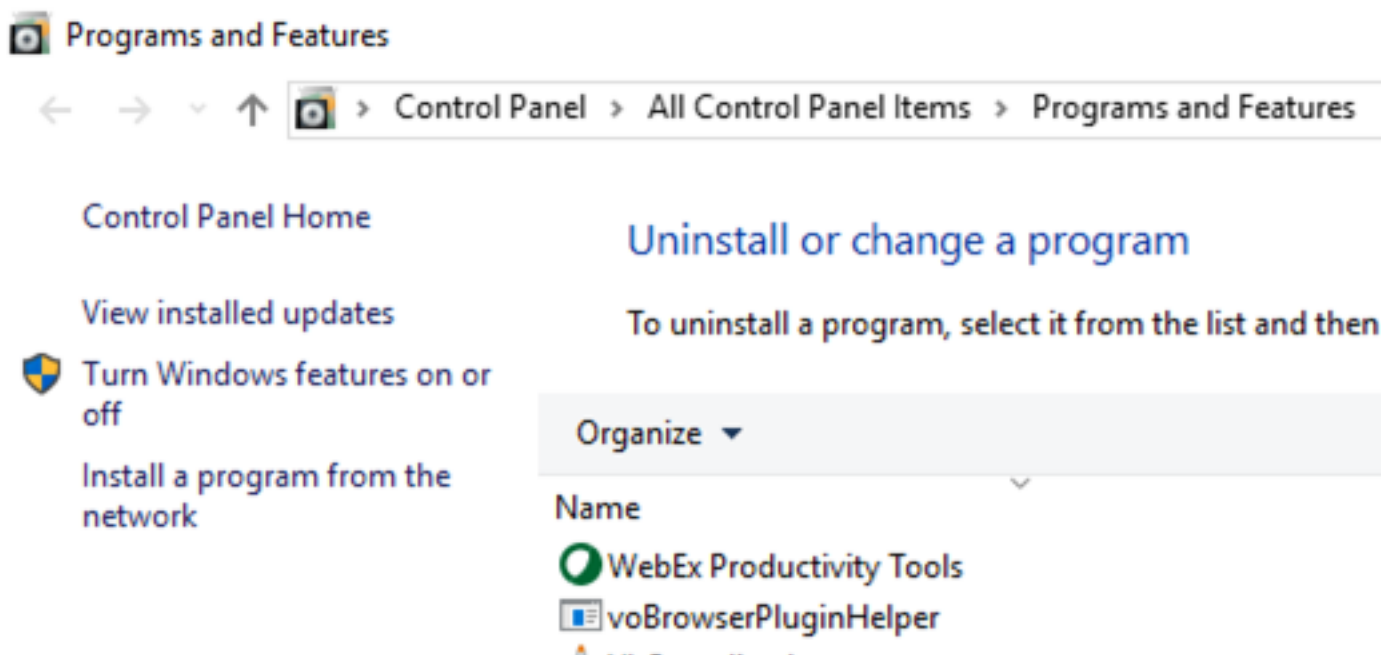 Programs and Features
Control Panel > All Control Panel Items > Programs and Features
Control Panel Home
View installed updates
Turn Windows features on or
off
Install a program from the
network
Uninstall or change a program
To uninstall a program, select it from the list and then
Organize
Name
WebEx Productivity Tools
voBrowserPluginHelper